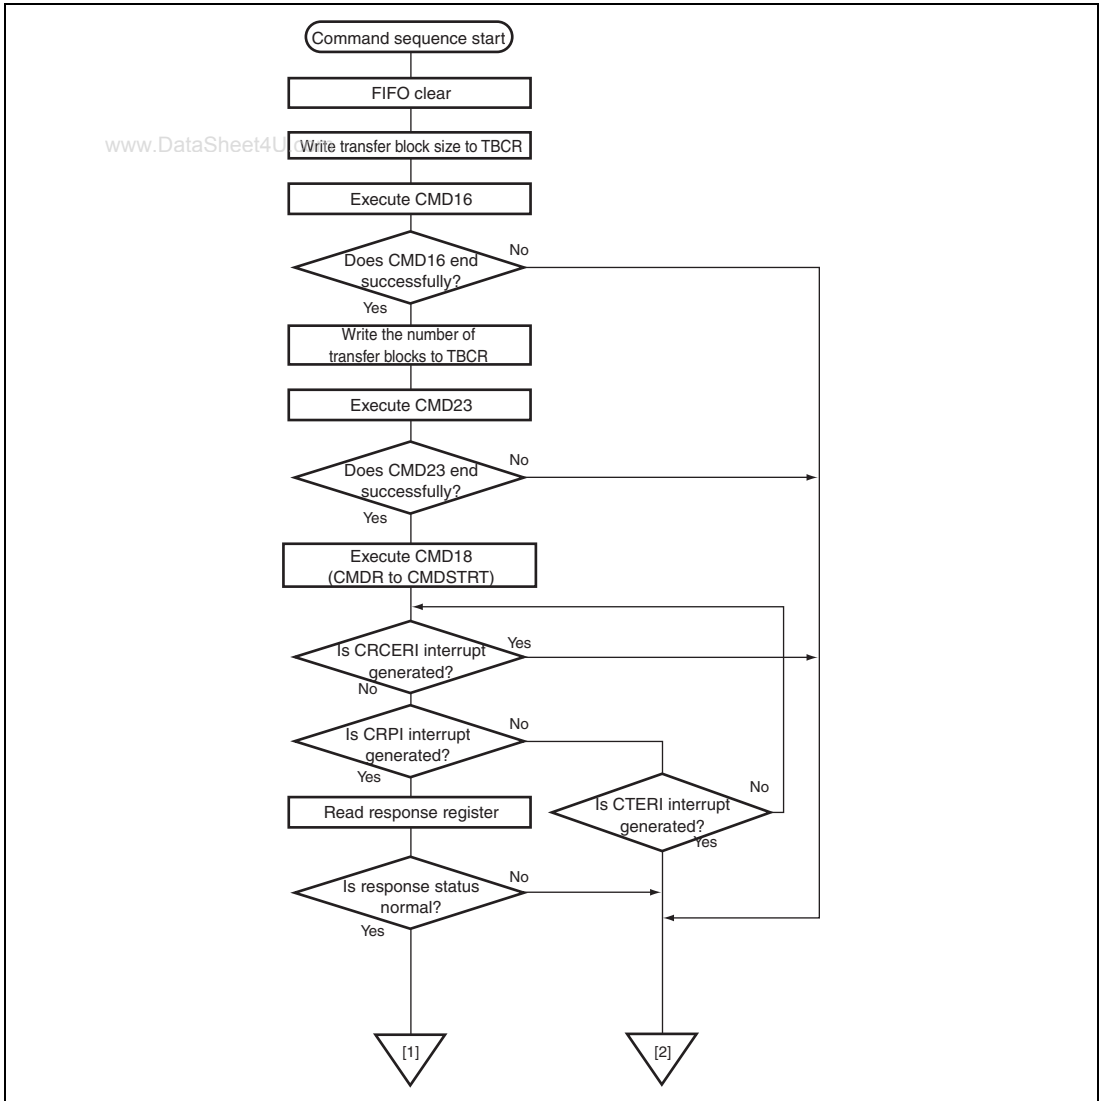 Command sequence start
FIFO clear
www.DataSheet4U.com
Write transfer block size to TBCR
Execute CMD16
Does CMD16 end
successfully?
No
Yes
Write the number of
transfer blocks to TBCR
Execute CMD23
Does CMD23 end
successfully?
No
Yes
Execute CMD18
(CMDR to CMDSTRT)
Is CRCERI interrupt
generated?
Yes
No
Is CRPI interrupt
generated?
No
Yes
Is CTERI interrupt
generated?
No
Yes
Read response register
Is response status
normal?
No
Yes
[1]
[2]